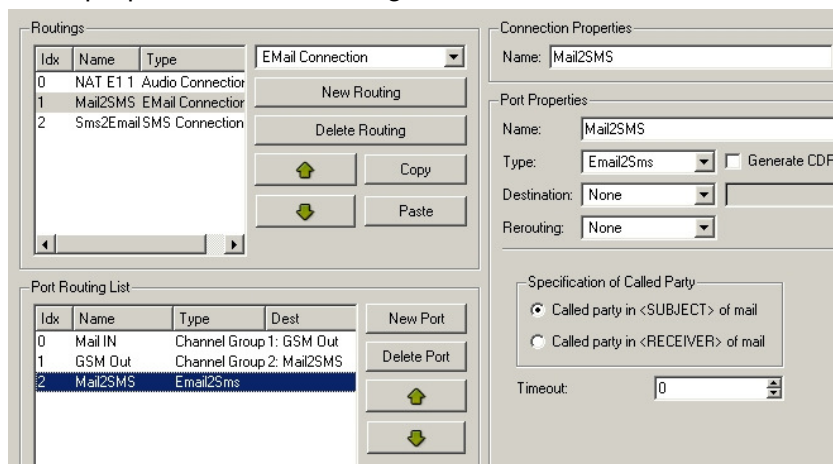 Routings
Idx Name Type
0 NAT E1 1 Audio Connection
1 Mail2SMS EMail Connection
2 Sms2Email SMS Connection
EMail Connection
New Routing
Delete Routing
Copy
Paste
Port Routing List
Idx Name Type Dest
0 Mail IN Channel Group 1: GSM Out
1 GSM Out Channel Group 2: Mail2SMS
2 Mail2SMS Email2Sms
New Port
Delete Port
Connection Properties
Name: Mail2SMS
Port Properties
Name: Mail2SMS
Type: Email2Sms Generate CDR
Destination: None
Rerouting: None
Specification of Called Party
Called party in <SUBJECT> of mail
Called party in <RECEIVER> of mail
Timeout: 0